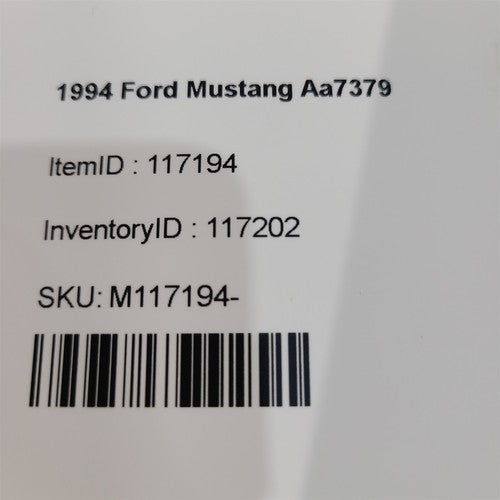 1994 Ford Mustang Aa7379
ItemID : 117194
InventoryID : 117202
SKU: M117194-